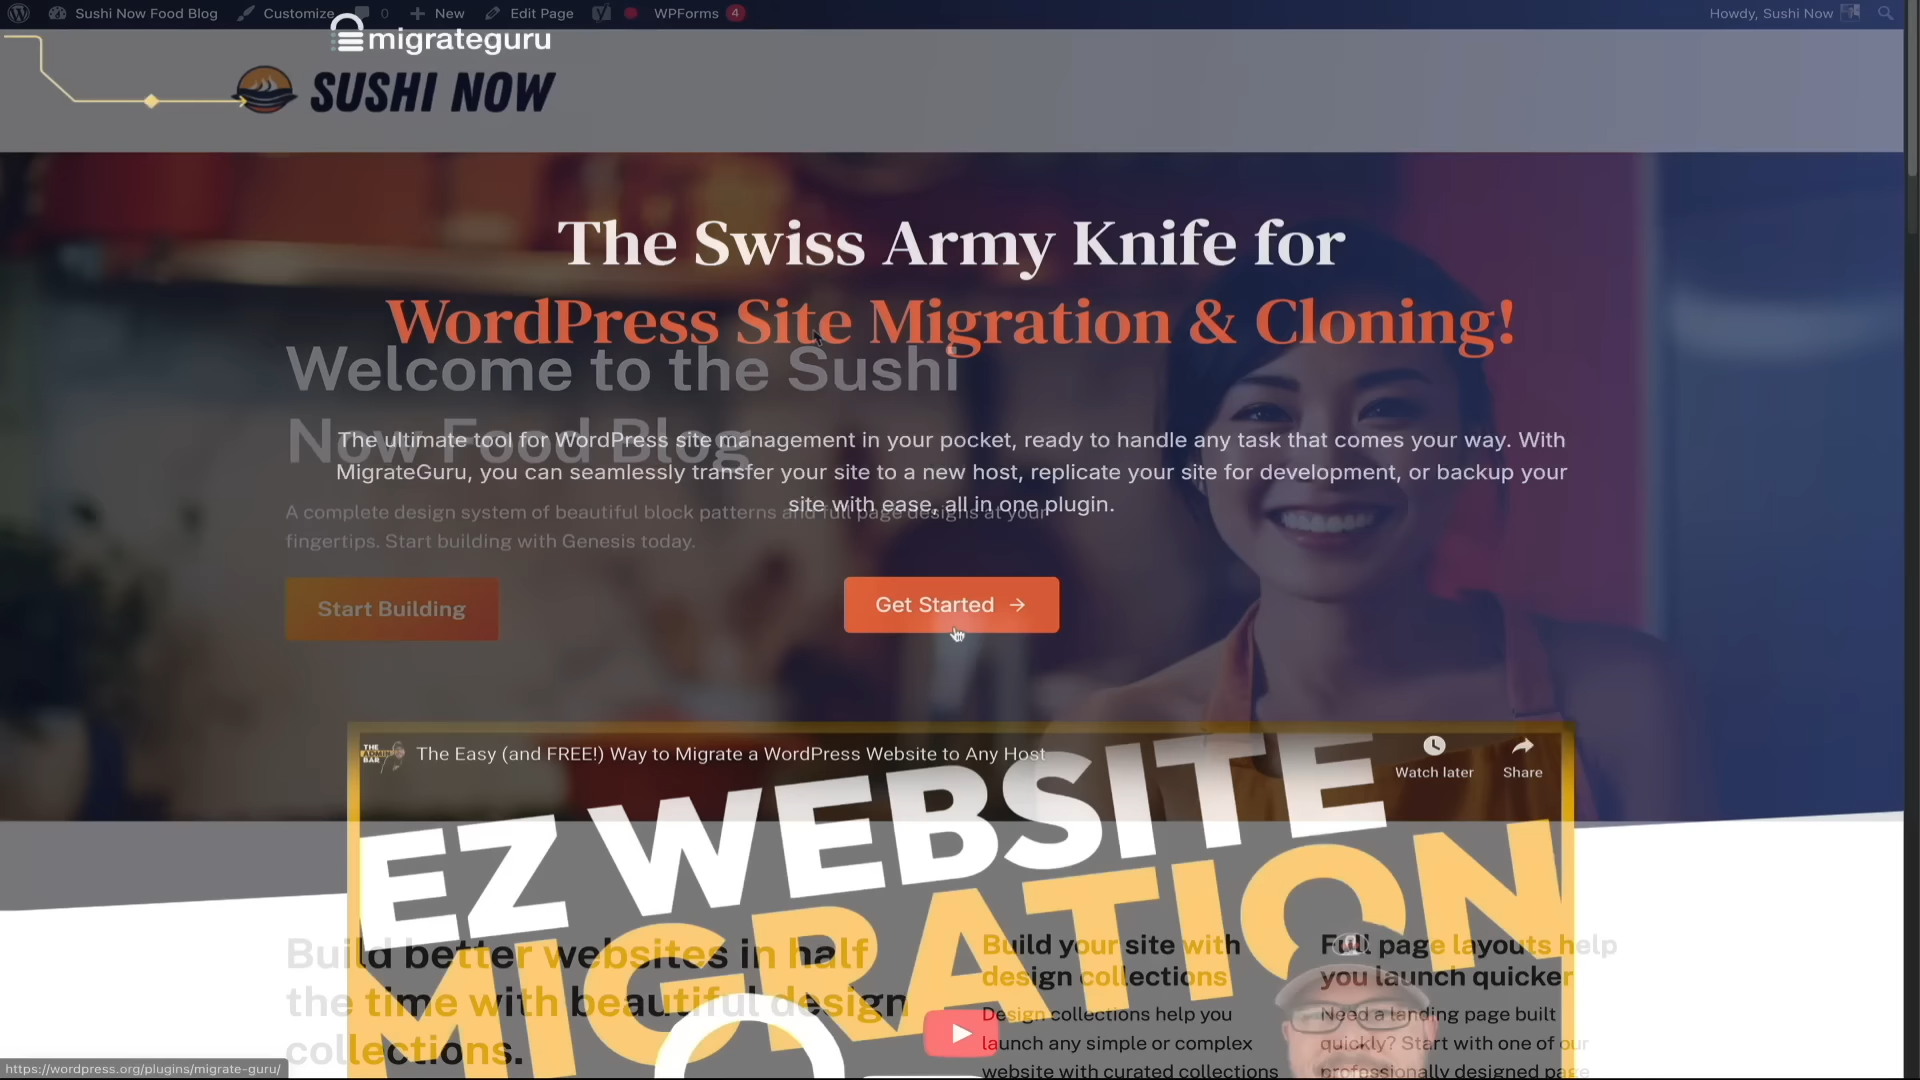 Sushi Now Food Blog
Customize
0
New
Edit Page
WPForms
4
Howdy, Sushi Now
migrateguru
SUSHI NOW
The Swiss Army Knife for
WordPress Site Migration & Cloning!
Welcome to the Sushi
Now Food Blog
The ultimate tool for WordPress site management in your pocket, ready to handle any task that comes your way. With
MigrateGuru, you can seamlessly transfer your site to a new host, replicate your site for development, or backup your
site with ease, all in one plugin.
A complete design system of beautiful block patterns and full page designs at your
fingertips. Start building with Genesis today.
Start Building
Get Started
THE
ADMIN
BAR
The Easy (and FREE!) Way to Migrate a WordPress Website to Any Host
Watch later
Share
EZ WEBSITE
MIGRATION
Build better websites in half
the time with beautiful design
collections.
Build your site with
design collections
Design collections help you
launch any simple or complex
website with curated collections
Full page layouts help
you launch quicker
Need a landing page built
quickly? Start with one of our
professionally designed page
https://wordpress.org/plugins/migrate-guru/